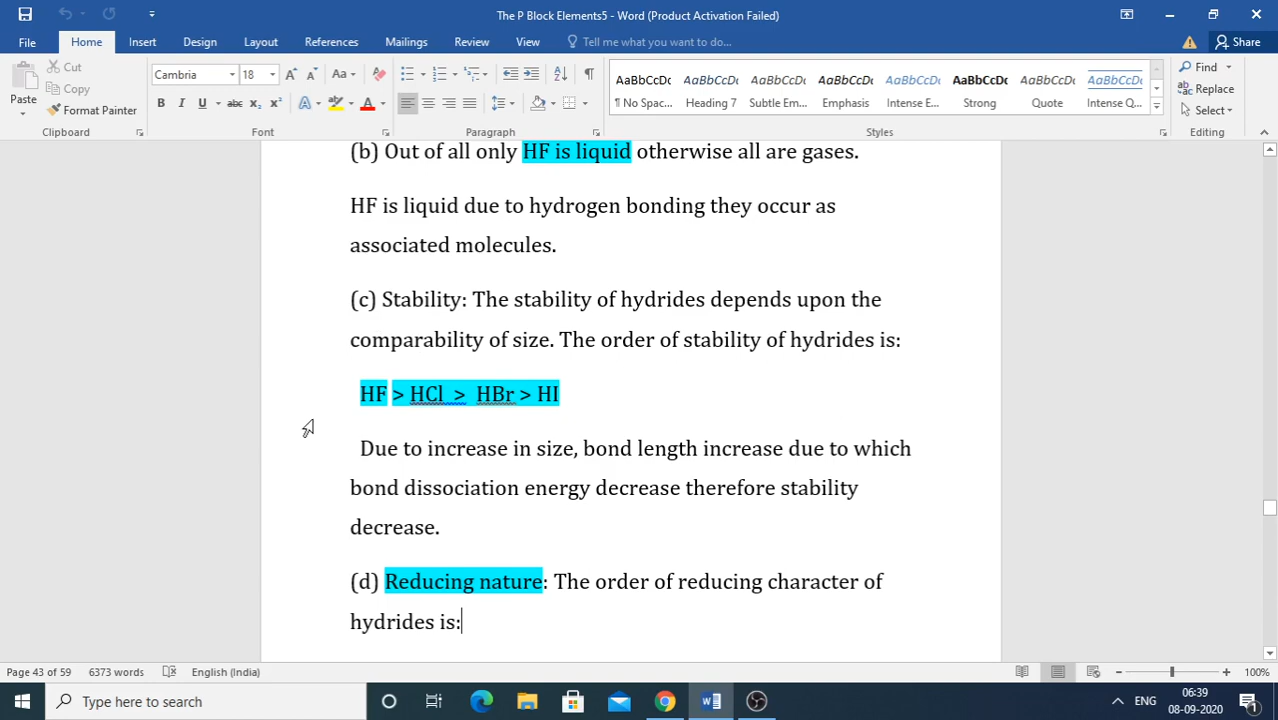 The P Block Elements5 - Word (Product Activation Failed)
File Home Insert Design Layout References Mailings Review View Tell me what you want to do... Share
Paste Cut Copy Format Painter
Cambria 18 Aa
B I U abc x₂ x² A A
AaBbCcDc AaBbCcDc AaBbCcDc AaBbCcDc AaBbCcDc AaBbCcDc AaBbCcDc AaBbCcDc
¶ No Spac... Heading 7 Subtle Em... Emphasis Intense E... Strong Quote Intense Q...
Find Replace Select
Clipboard Font Paragraph Styles Editing
(b) Out of all only HF is liquid otherwise all are gases.
HF is liquid due to hydrogen bonding they occur as
associated molecules.
(c) Stability: The stability of hydrides depends upon the
comparability of size. The order of stability of hydrides is:
HF > HCl > HBr > HI
Due to increase in size, bond length increase due to which
bond dissociation energy decrease therefore stability
decrease.
(d) Reducing nature: The order of reducing character of
hydrides is:
Page 43 of 59 6373 words English (India) 100%
Type here to search ENG 06:39
08-09-2020 1